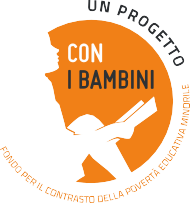 UN PROGETTO
CON
I BAMBINI
FONDO PER IL CONTRASTO DELLA POVERTÀ EDUCATIVA MINORILE